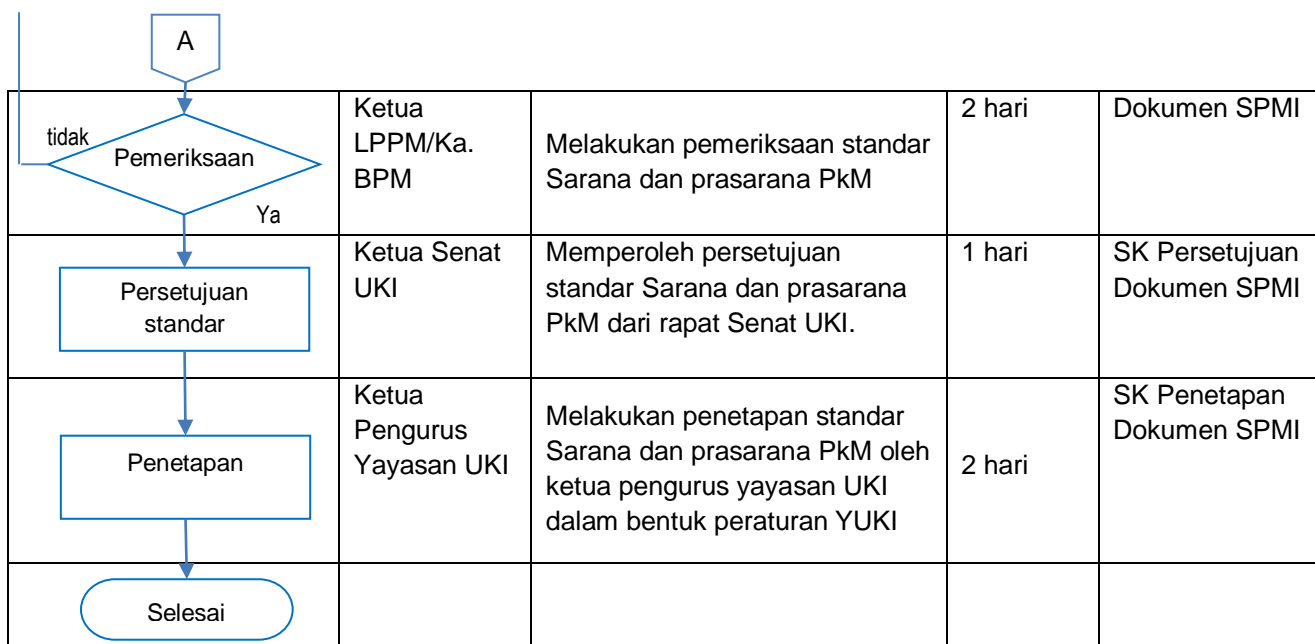 A
tidak
Pemeriksaan
Ya
Ketua
LPPM/Ka.
BPM
Melakukan pemeriksaan standar
Sarana dan prasarana PkM
2 hari
Dokumen SPMI
Persetujuan
standar
Ketua Senat
UKI
Memperoleh persetujuan
standar Sarana dan prasarana
PkM dari rapat Senat UKI.
1 hari
SK Persetujuan
Dokumen SPMI
Penetapan
Ketua
Pengurus
Yayasan UKI
Melakukan penetapan standar
Sarana dan prasarana PkM oleh
ketua pengurus yayasan UKI
dalam bentuk peraturan YUKI
2 hari
SK Penetapan
Dokumen SPMI
Selesai